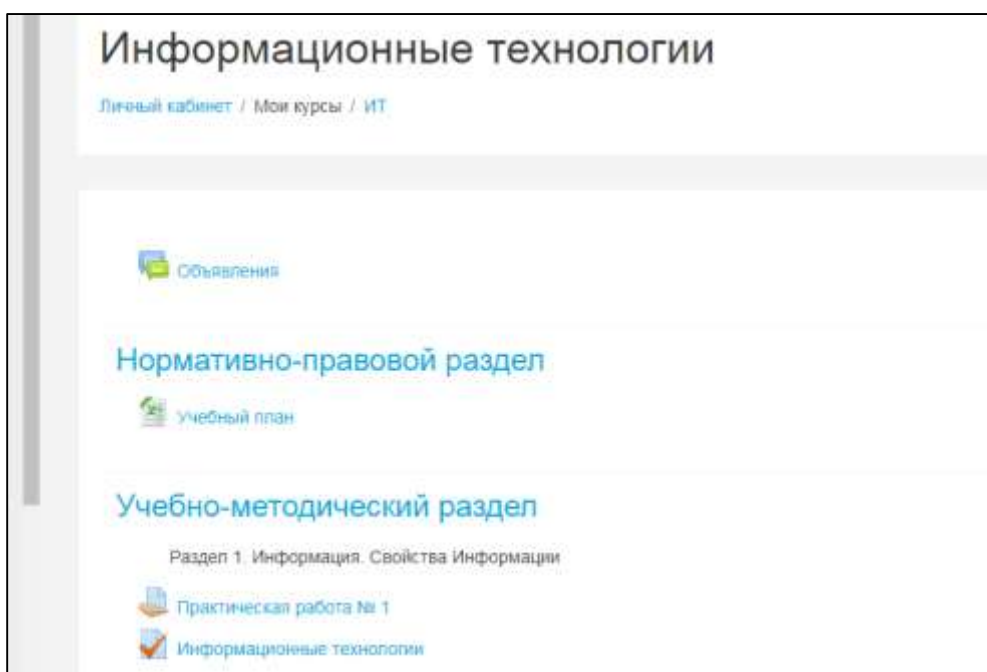 Информационные технологии
Личный кабинет / Мои курсы / ИТ
Объявления
Нормативно-правовой раздел
Учебный план
Учебно-методический раздел
Раздел 1. Информация. Свойства Информации
Практическая работа № 1
Информационные технологии